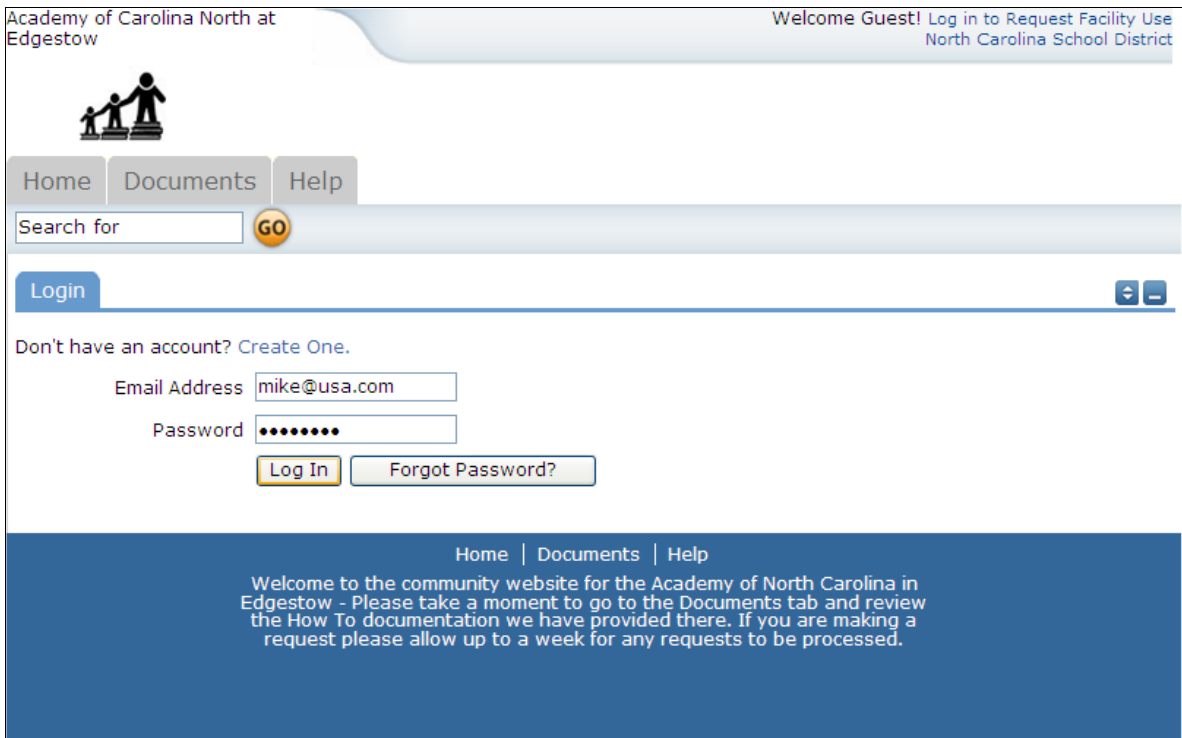 Academy of Carolina North at
Edgestow
Welcome Guest! Log in to Request Facility Use
North Carolina School District
Home Documents Help
Search for GO
Login
Don't have an account? Create One.
Email Address mike@usa.com
Password ••••••••
Log In Forgot Password?
Home | Documents | Help
Welcome to the community website for the Academy of North Carolina in
Edgestow - Please take a moment to go to the Documents tab and review
the How To documentation we have provided there. If you are making a
request please allow up to a week for any requests to be processed.